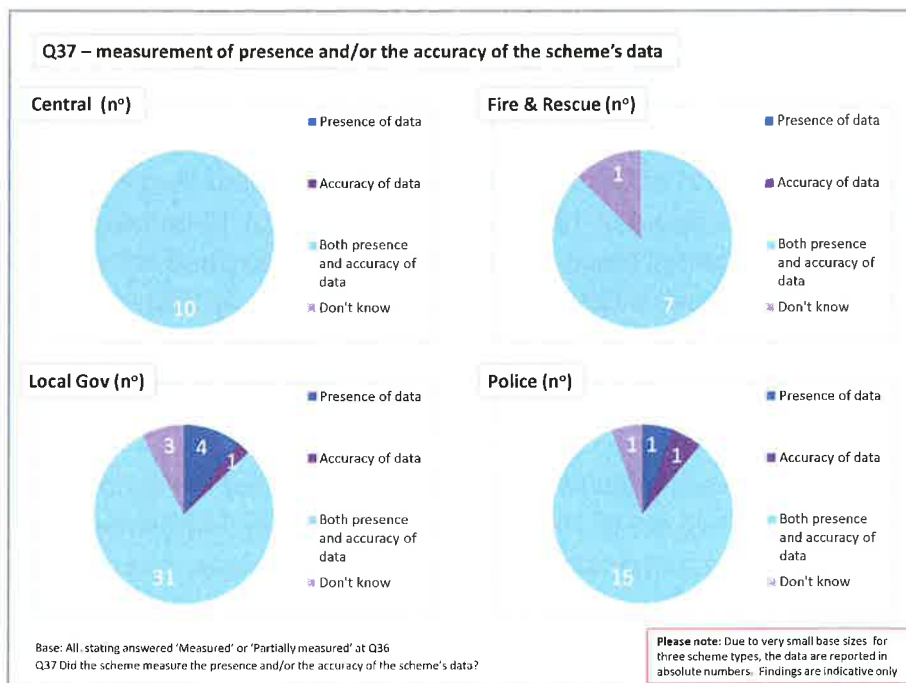 Q37 – measurement of presence and/or the accuracy of the scheme's data
Central (nº)
Presence of data
Accuracy of data
Both presence
and accuracy of
data
Don't know
10
Fire & Rescue (nº)
Presence of data
Accuracy of data
Both presence
and accuracy of
data
Don't know
1
7
Local Gov (nº)
Presence of data
Accuracy of data
Both presence
and accuracy of
data
Don't know
3
4
1
31
Police (nº)
Presence of data
Accuracy of data
Both presence
and accuracy of
data
Don't know
1
1
1
15
Base: All stating answered 'Measured' or 'Partially measured' at Q36
Q37 Did the scheme measure the presence and/or the accuracy of the scheme's data?
Please note: Due to very small base sizes for
three scheme types, the data are reported in
absolute numbers. Findings are indicative only